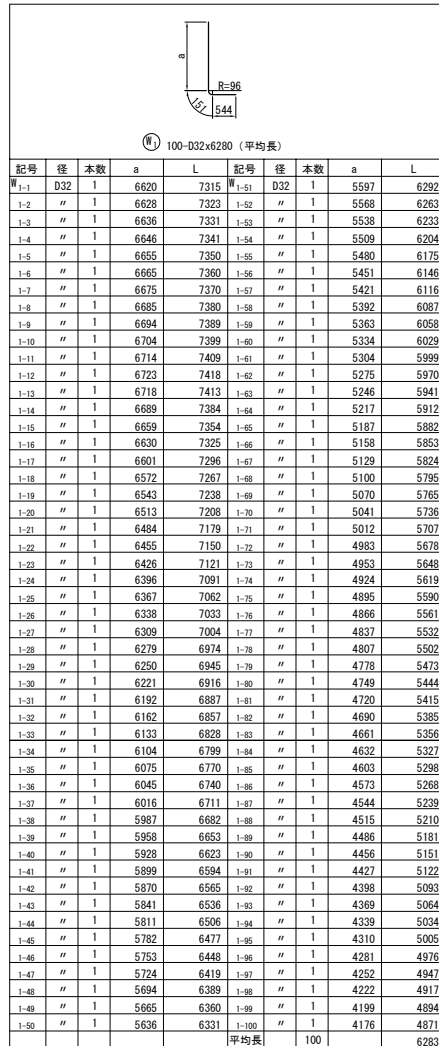 a
R=96
151
544
W1 100-D32x6280 (平均長)
記号 径 本数 a L 記号 径 本数 a L
W1-1 D32 1 6620 7315 W1-51 D32 1 5597 6292
1-2 〃 1 6628 7323 1-52 〃 1 5568 6263
1-3 〃 1 6636 7331 1-53 〃 1 5538 6233
1-4 〃 1 6646 7341 1-54 〃 1 5509 6204
1-5 〃 1 6655 7350 1-55 〃 1 5480 6175
1-6 〃 1 6665 7360 1-56 〃 1 5451 6146
1-7 〃 1 6675 7370 1-57 〃 1 5421 6116
1-8 〃 1 6685 7380 1-58 〃 1 5392 6087
1-9 〃 1 6694 7389 1-59 〃 1 5363 6058
1-10 〃 1 6704 7399 1-60 〃 1 5334 6029
1-11 〃 1 6714 7409 1-61 〃 1 5304 5999
1-12 〃 1 6723 7418 1-62 〃 1 5275 5970
1-13 〃 1 6718 7413 1-63 〃 1 5246 5941
1-14 〃 1 6689 7384 1-64 〃 1 5217 5912
1-15 〃 1 6659 7354 1-65 〃 1 5187 5882
1-16 〃 1 6630 7325 1-66 〃 1 5158 5853
1-17 〃 1 6601 7296 1-67 〃 1 5129 5824
1-18 〃 1 6572 7267 1-68 〃 1 5100 5795
1-19 〃 1 6543 7238 1-69 〃 1 5070 5765
1-20 〃 1 6513 7208 1-70 〃 1 5041 5736
1-21 〃 1 6484 7179 1-71 〃 1 5012 5707
1-22 〃 1 6455 7150 1-72 〃 1 4983 5678
1-23 〃 1 6426 7121 1-73 〃 1 4953 5648
1-24 〃 1 6396 7091 1-74 〃 1 4924 5619
1-25 〃 1 6367 7062 1-75 〃 1 4895 5590
1-26 〃 1 6338 7033 1-76 〃 1 4866 5561
1-27 〃 1 6309 7004 1-77 〃 1 4837 5532
1-28 〃 1 6279 6974 1-78 〃 1 4807 5502
1-29 〃 1 6250 6945 1-79 〃 1 4778 5473
1-30 〃 1 6221 6916 1-80 〃 1 4749 5444
1-31 〃 1 6192 6887 1-81 〃 1 4720 5415
1-32 〃 1 6162 6857 1-82 〃 1 4690 5385
1-33 〃 1 6133 6828 1-83 〃 1 4661 5356
1-34 〃 1 6104 6799 1-84 〃 1 4632 5327
1-35 〃 1 6075 6770 1-85 〃 1 4603 5298
1-36 〃 1 6045 6740 1-86 〃 1 4573 5268
1-37 〃 1 6016 6711 1-87 〃 1 4544 5239
1-38 〃 1 5987 6682 1-88 〃 1 4515 5210
1-39 〃 1 5958 6653 1-89 〃 1 4486 5181
1-40 〃 1 5928 6623 1-90 〃 1 4456 5151
1-41 〃 1 5899 6594 1-91 〃 1 4427 5122
1-42 〃 1 5870 6565 1-92 〃 1 4398 5093
1-43 〃 1 5841 6536 1-93 〃 1 4369 5064
1-44 〃 1 5811 6506 1-94 〃 1 4339 5034
1-45 〃 1 5782 6477 1-95 〃 1 4310 5005
1-46 〃 1 5753 6448 1-96 〃 1 4281 4976
1-47 〃 1 5724 6419 1-97 〃 1 4252 4947
1-48 〃 1 5694 6389 1-98 〃 1 4222 4917
1-49 〃 1 5665 6360 1-99 〃 1 4199 4894
1-50 〃 1 5636 6331 1-100 〃 1 4176 4871
平均長 100 6283